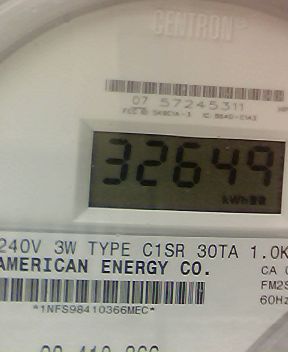 CENTRON®
07 57245311
32649
kWh
240V 3W TYPE C1SR 30TA 1.0K
AMERICAN ENERGY CO.
CA
FM2S
60Hz
*1NFS98410366MEC*